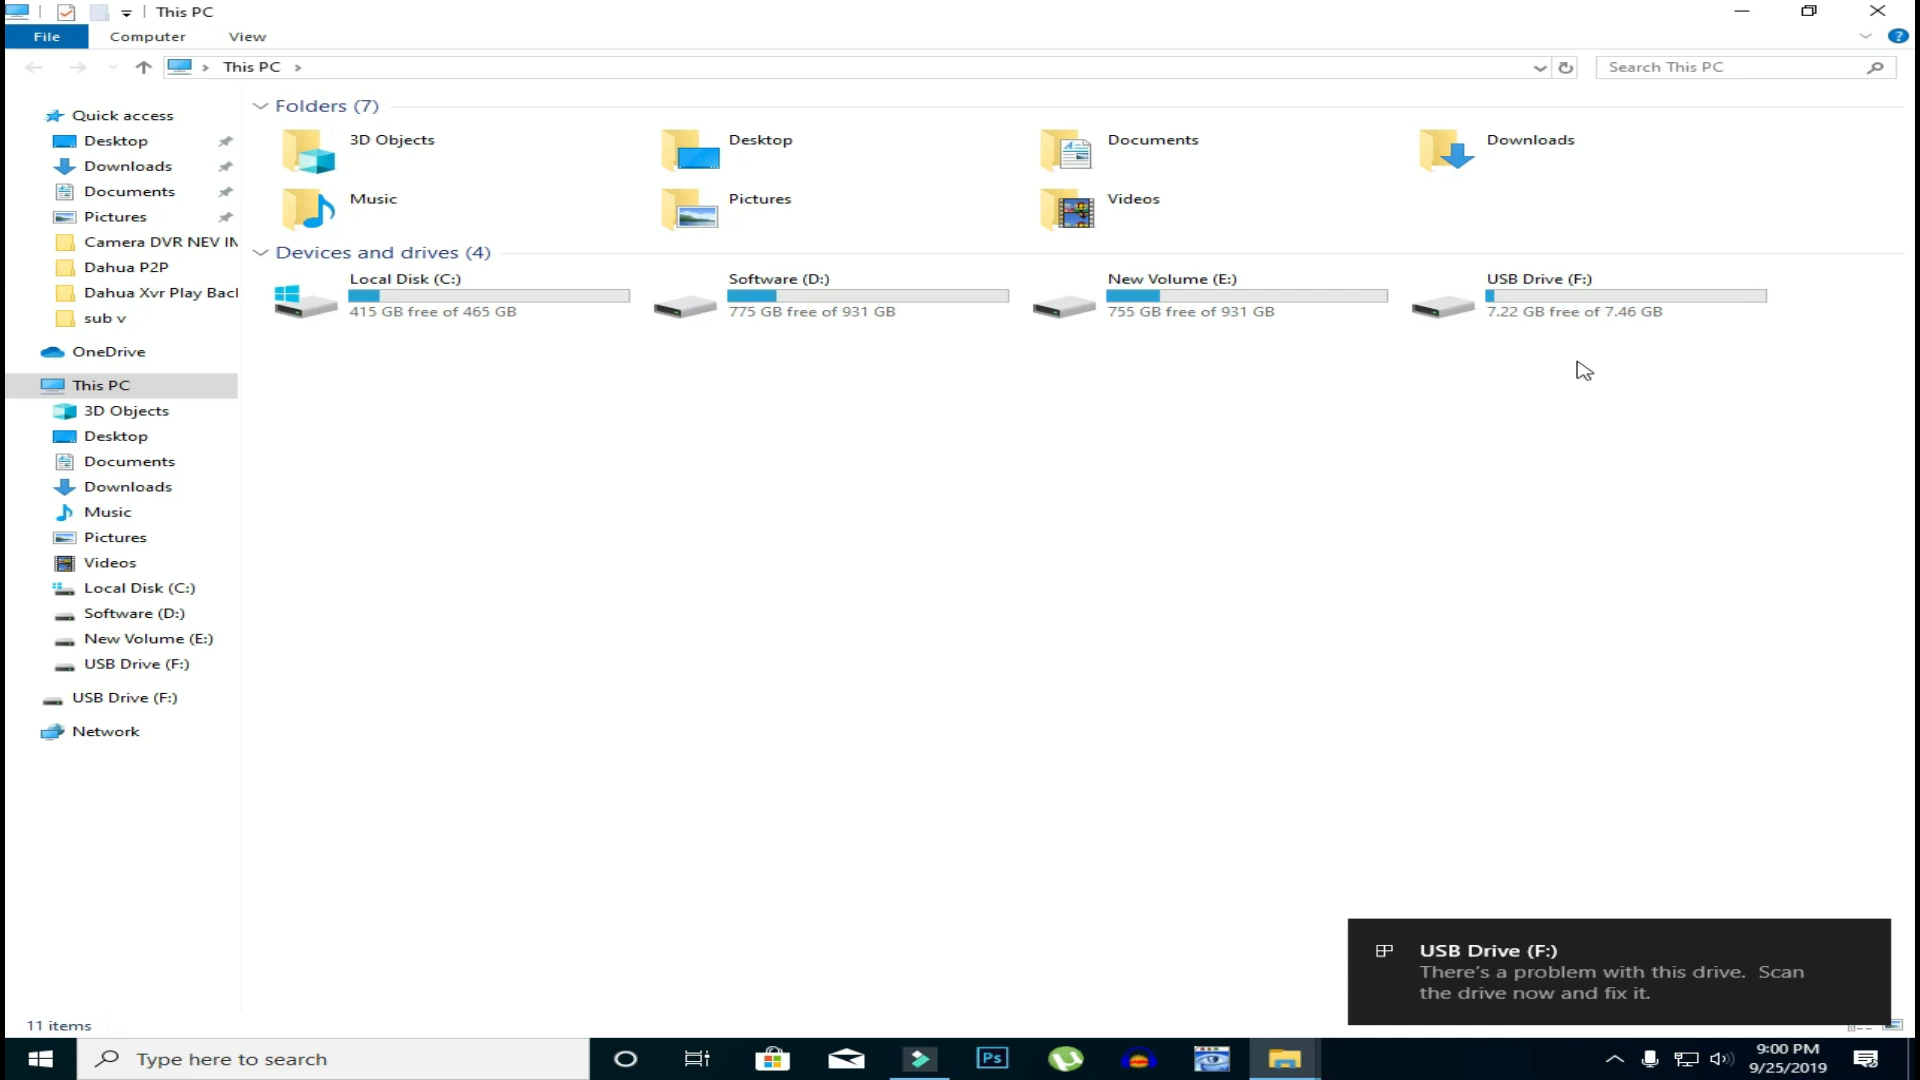 This PC
File
Computer
View
This PC
Search This PC
Quick access
Desktop
Downloads
Documents
Pictures
Camera DVR NEV IN
Dahua P2P
Dahua Xvr Play Bacl
sub v
OneDrive
This PC
3D Objects
Desktop
Documents
Downloads
Music
Pictures
Videos
Local Disk (C:)
Software (D:)
New Volume (E:)
USB Drive (F:)
USB Drive (F:)
Network
Folders (7)
3D Objects
Desktop
Documents
Downloads
Music
Pictures
Videos
Devices and drives (4)
Local Disk (C:)
415 GB free of 465 GB
Software (D:)
775 GB free of 931 GB
New Volume (E:)
755 GB free of 931 GB
USB Drive (F:)
7.22 GB free of 7.46 GB
USB Drive (F:)
There's a problem with this drive. Scan
the drive now and fix it.
11 items
Type here to search
Ps
9:00 PM
9/25/2019